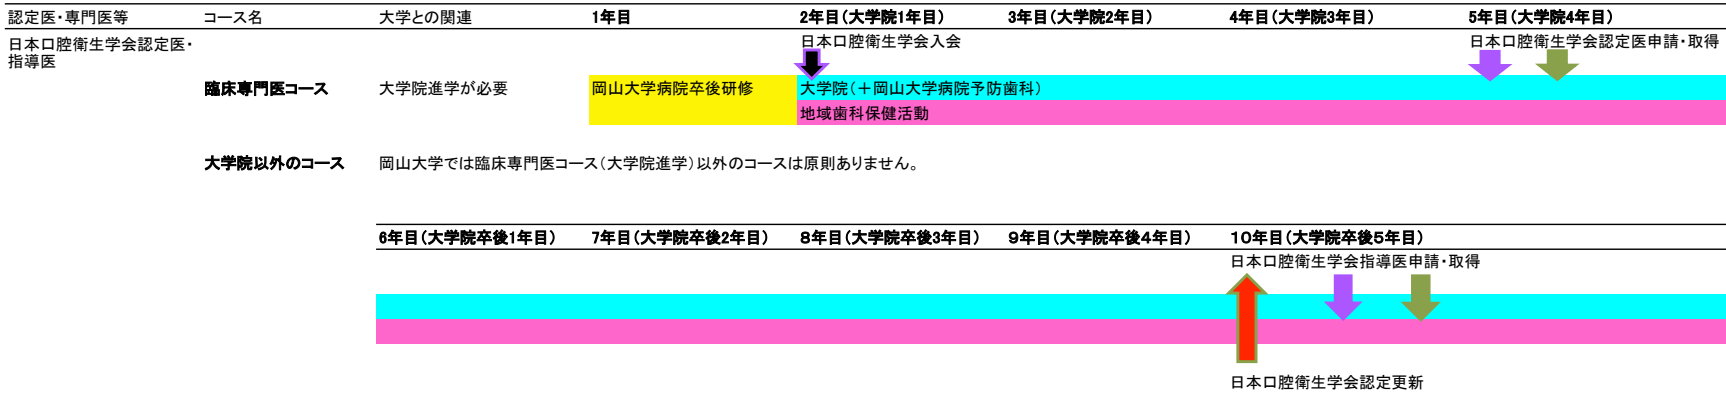 認定医・専門医等 コース名 大学との関連 1年目 2年目(大学院1年目) 3年目(大学院2年目) 4年目(大学院3年目) 5年目(大学院4年目)
日本口腔衛生学会認定医・
指導医
日本口腔衛生学会入会 日本口腔衛生学会認定医申請・取得
臨床専門医コース 大学院進学が必要 岡山大学病院卒後研修 大学院(+岡山大学病院予防歯科)
地域歯科保健活動
大学院以外のコース 岡山大学では臨床専門医コース(大学院進学)以外のコースは原則ありません。
6年目(大学院卒後1年目) 7年目(大学院卒後2年目) 8年目(大学院卒後3年目) 9年目(大学院卒後4年目) 10年目(大学院卒後5年目)
日本口腔衛生学会指導医申請・取得
日本口腔衛生学会認定更新